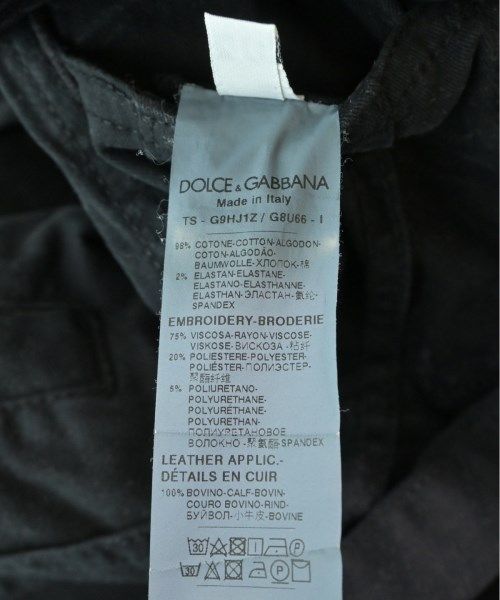 DOLCE & GABBANA
Made in Italy
TS - G9HJ1Z / G8U66 - I
98% COTONE-COTTON-ALGODON-
COTON-ALGODÃO-
BAUMWOLLE-ХЛОПОК-棉
2% ELASTAN-ELASTANE-
ELASTANO-ELASTHANNE-
ELASTHAN-ЭЛАСТАН-氨纶-
SPANDEX
EMBROIDERY-BRODERIE
75% VISCOSA-RAYON-VISCOSE-
VISKOSE-ВИСКОЗА-粘纤
20% POLIESTERE-POLYESTER-
POLIÉSTER-ПОЛИЭСТЕР-
聚酯纤维
5% POLIURETANO-
POLYURÉTHANE-
POLYURETHAN-
POLYURETHANE-
ПОЛИУРЕТАНОВОЕ
ВОЛОКНО-聚氨酯-SPANDEX
LEATHER APPLIC.-
DÉTAILS EN CUIR
100% BOVINO-CALF-BOVIN-
COURO BOVINO-RIND-
БУЙВОЛ-小牛皮-BOVINE
30 P
30 P